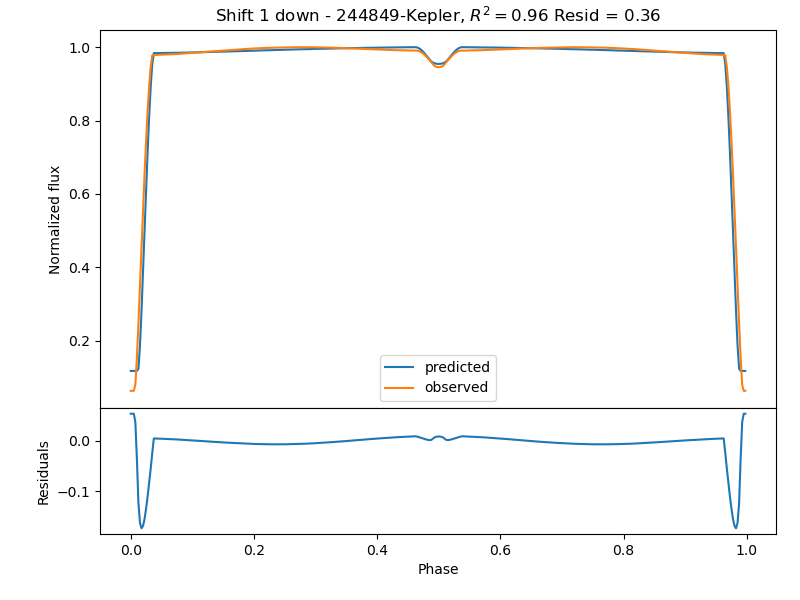 Shift 1 down - 244849-Kepler, R² = 0.96 Resid = 0.36
Normalized flux
1.0
0.8
0.6
0.4
0.2
predicted
observed
Residuals
0.0
−0.1
0.0 0.2 0.4 0.6 0.8 1.0
Phase